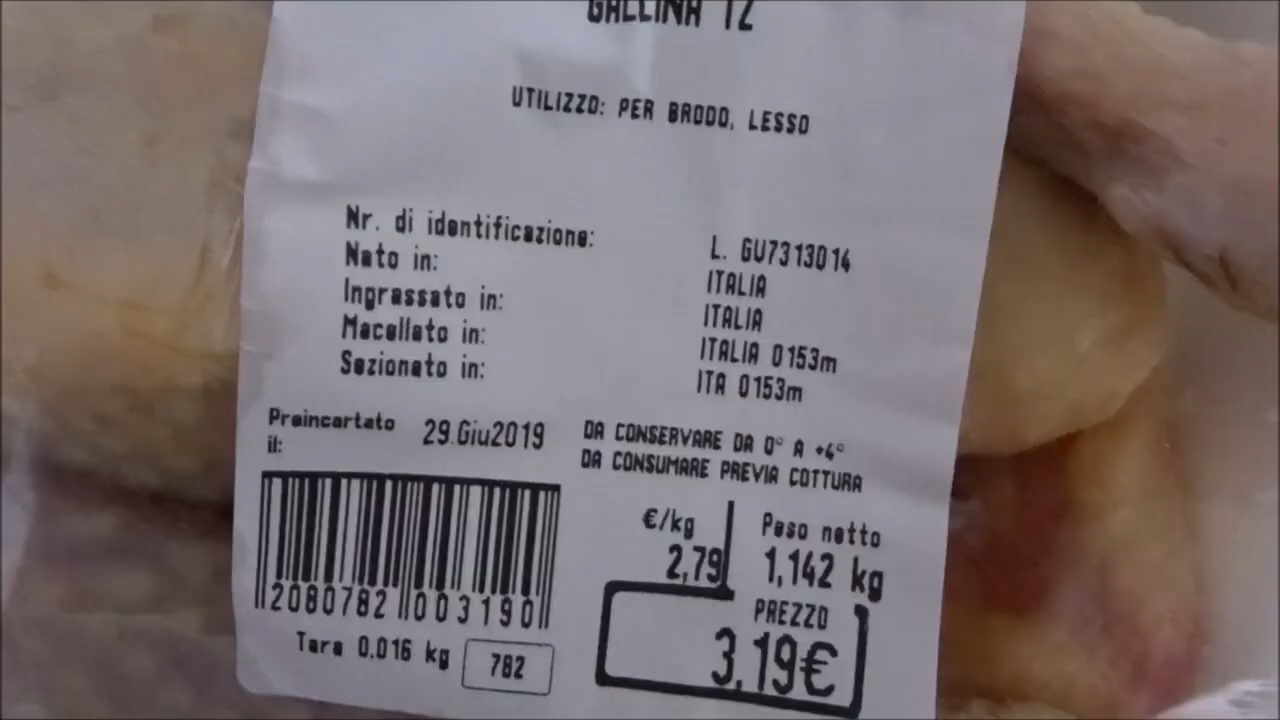 GALLINA TZ
UTILIZZO: PER BRODO, LESSO
Nr. di identificazione: L. GU7313014
Nato in: ITALIA
Ingrassato in: ITALIA
Macellato in: ITALIA 0153m
Sezionato in: ITA 0153m
Preincartato il: 29.Giu2019
DA CONSERVARE DA 0° A +4°
DA CONSUMARE PREVIA COTTURA
€/kg Peso netto
2,79 1,142 kg
PREZZO
3,19€
2080782 003190
Tara 0,016 kg 782